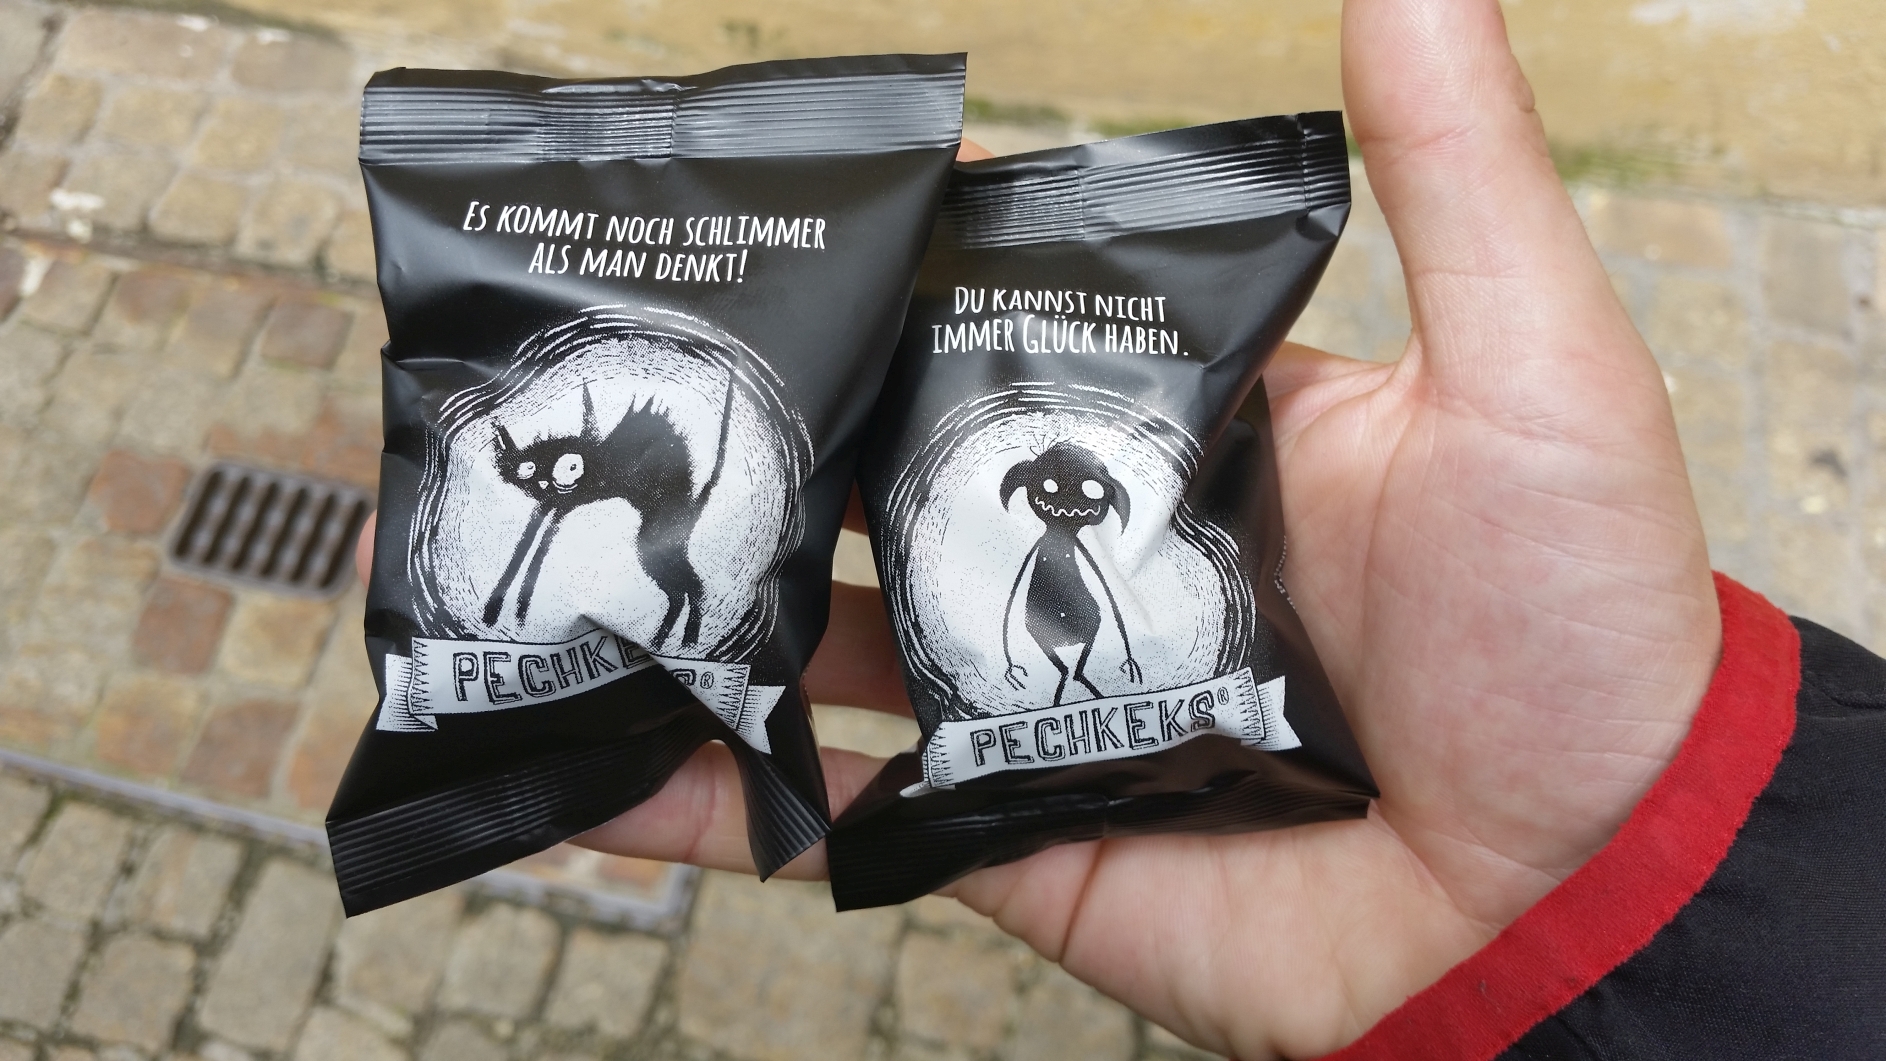 Es kommt noch schlimmer
als man denkt!
Du kannst nicht
immer Glück haben.
PECHKEKS®